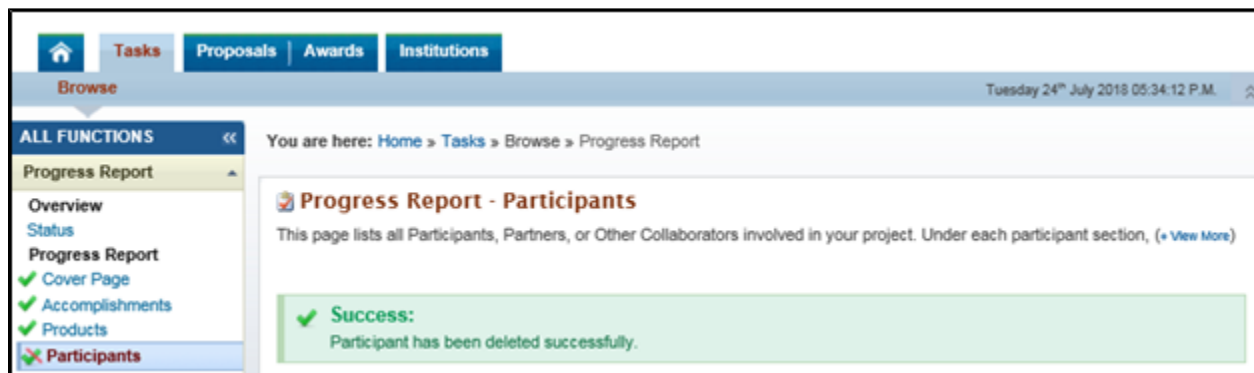 Tasks Proposals | Awards Institutions
Browse Tuesday 24th July 2018 05:34:12 P.M.
ALL FUNCTIONS «
You are here: Home » Tasks » Browse » Progress Report
Progress Report
Overview
Status
Progress Report
Cover Page
Accomplishments
Products
Participants
Progress Report - Participants
This page lists all Participants, Partners, or Other Collaborators involved in your project. Under each participant section, (+ View More)
Success:
Participant has been deleted successfully.